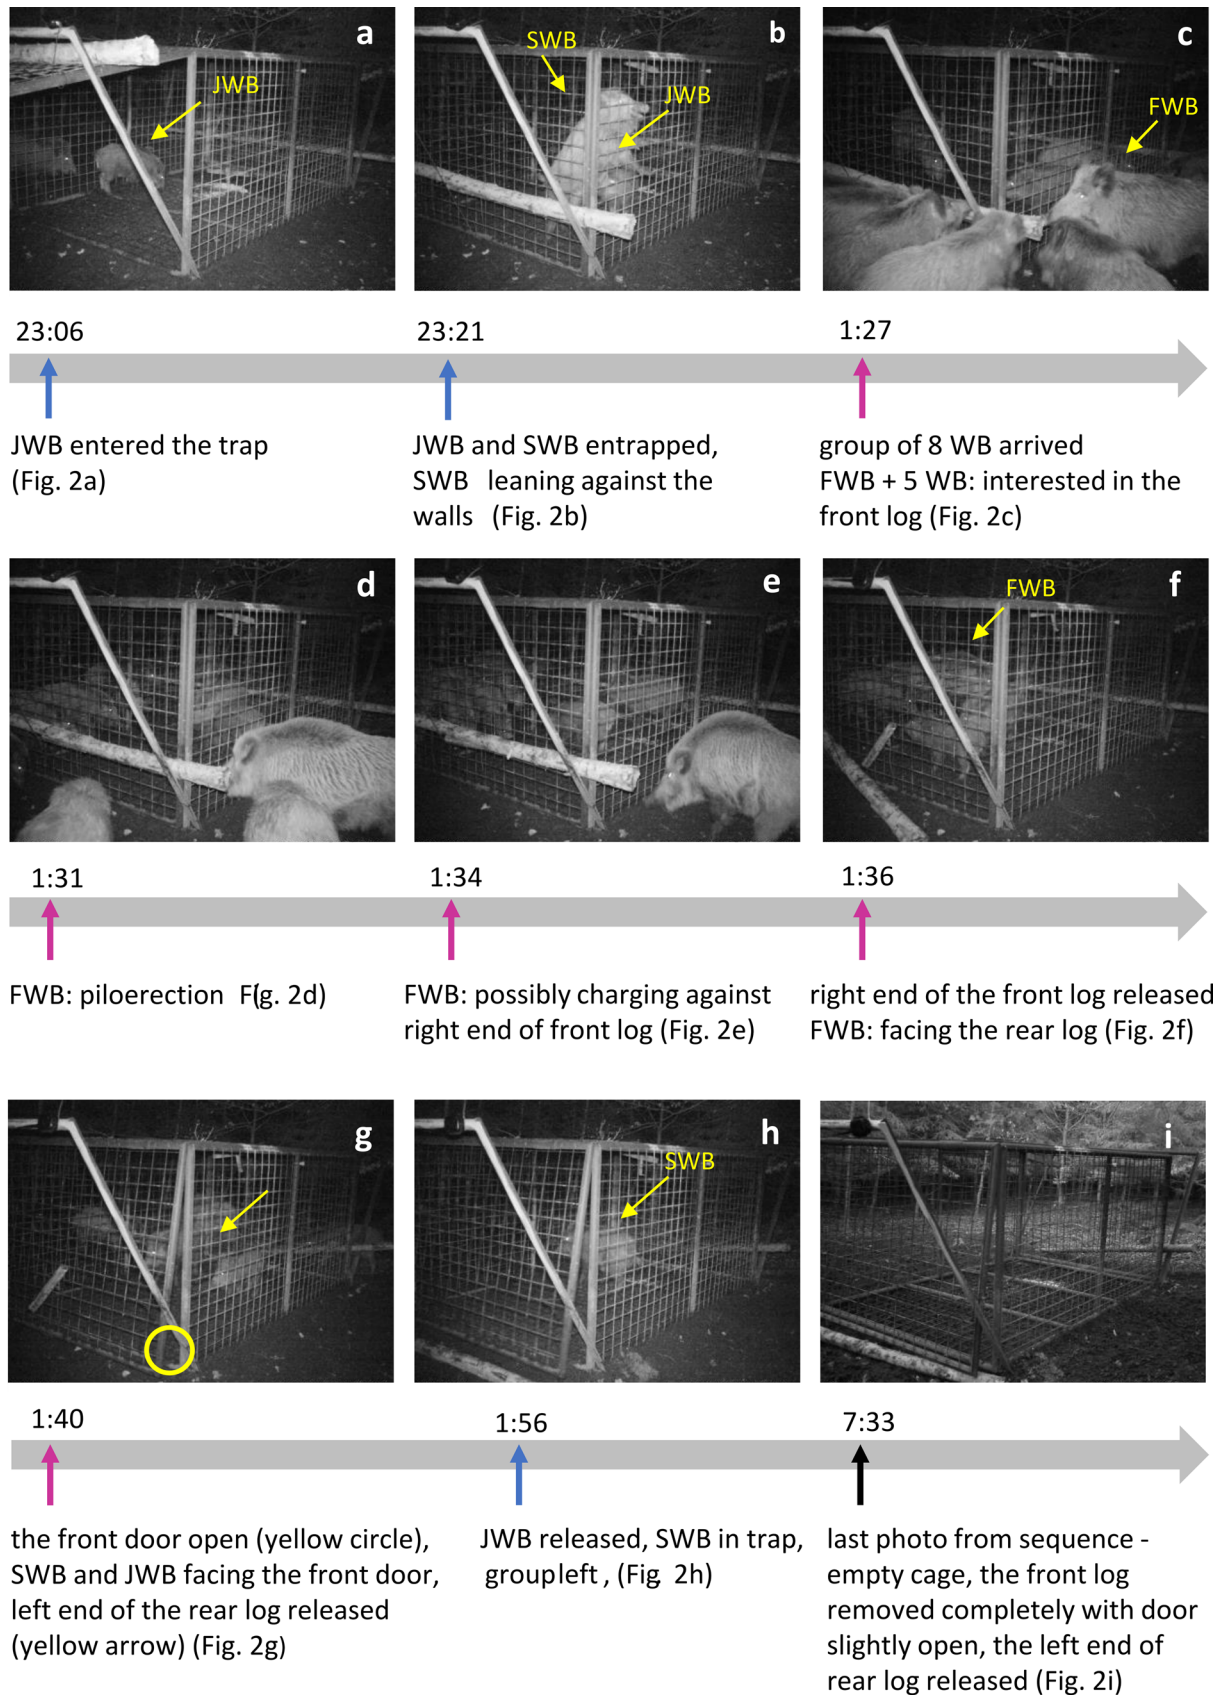 a
JWB
b
SWB
JWB
c
FWB
23:06
23:21
1:27
JWB entered the trap
(Fig. 2a)
JWB and SWB entrapped,
SWB leaning against the
walls (Fig. 2b)
group of 8 WB arrived
FWB + 5 WB: interested in the
front log (Fig. 2c)
d
e
f
FWB
1:31
1:34
1:36
FWB: piloerection F(ig. 2d)
FWB: possibly charging against
right end of front log (Fig. 2e)
right end of the front log released
FWB: facing the rear log (Fig. 2f)
g
h
SWB
i
1:40
1:56
7:33
the front door open (yellow circle),
SWB and JWB facing the front door,
left end of the rear log released
(yellow arrow) (Fig. 2g)
JWB released, SWB in trap,
group left , (Fig. 2h)
last photo from sequence -
empty cage, the front log
removed completely with door
slightly open, the left end of
rear log released (Fig. 2i)